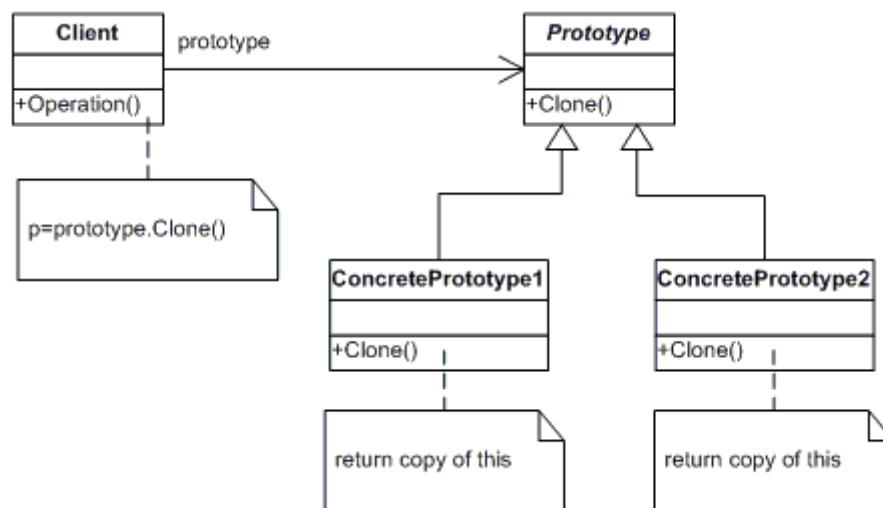 Client
prototype
Prototype
+Operation()
+Clone()
p=prototype.Clone()
ConcretePrototype1
ConcretePrototype2
+Clone()
+Clone()
return copy of this
return copy of this